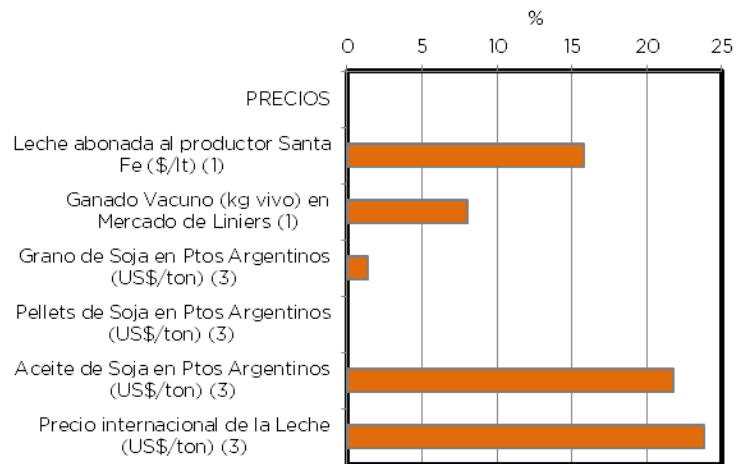 %
0 5 10 15 20 25
PRECIOS
Leche abonada al productor Santa
Fe ($/lt) (1)
Ganado Vacuno (kg vivo) en
Mercado de Liniers (1)
Grano de Soja en Ptos Argentinos
(US$/ton) (3)
Pellets de Soja en Ptos Argentinos
(US$/ton) (3)
Aceite de Soja en Ptos Argentinos
(US$/ton) (3)
Precio internacional de la Leche
(US$/ton) (3)